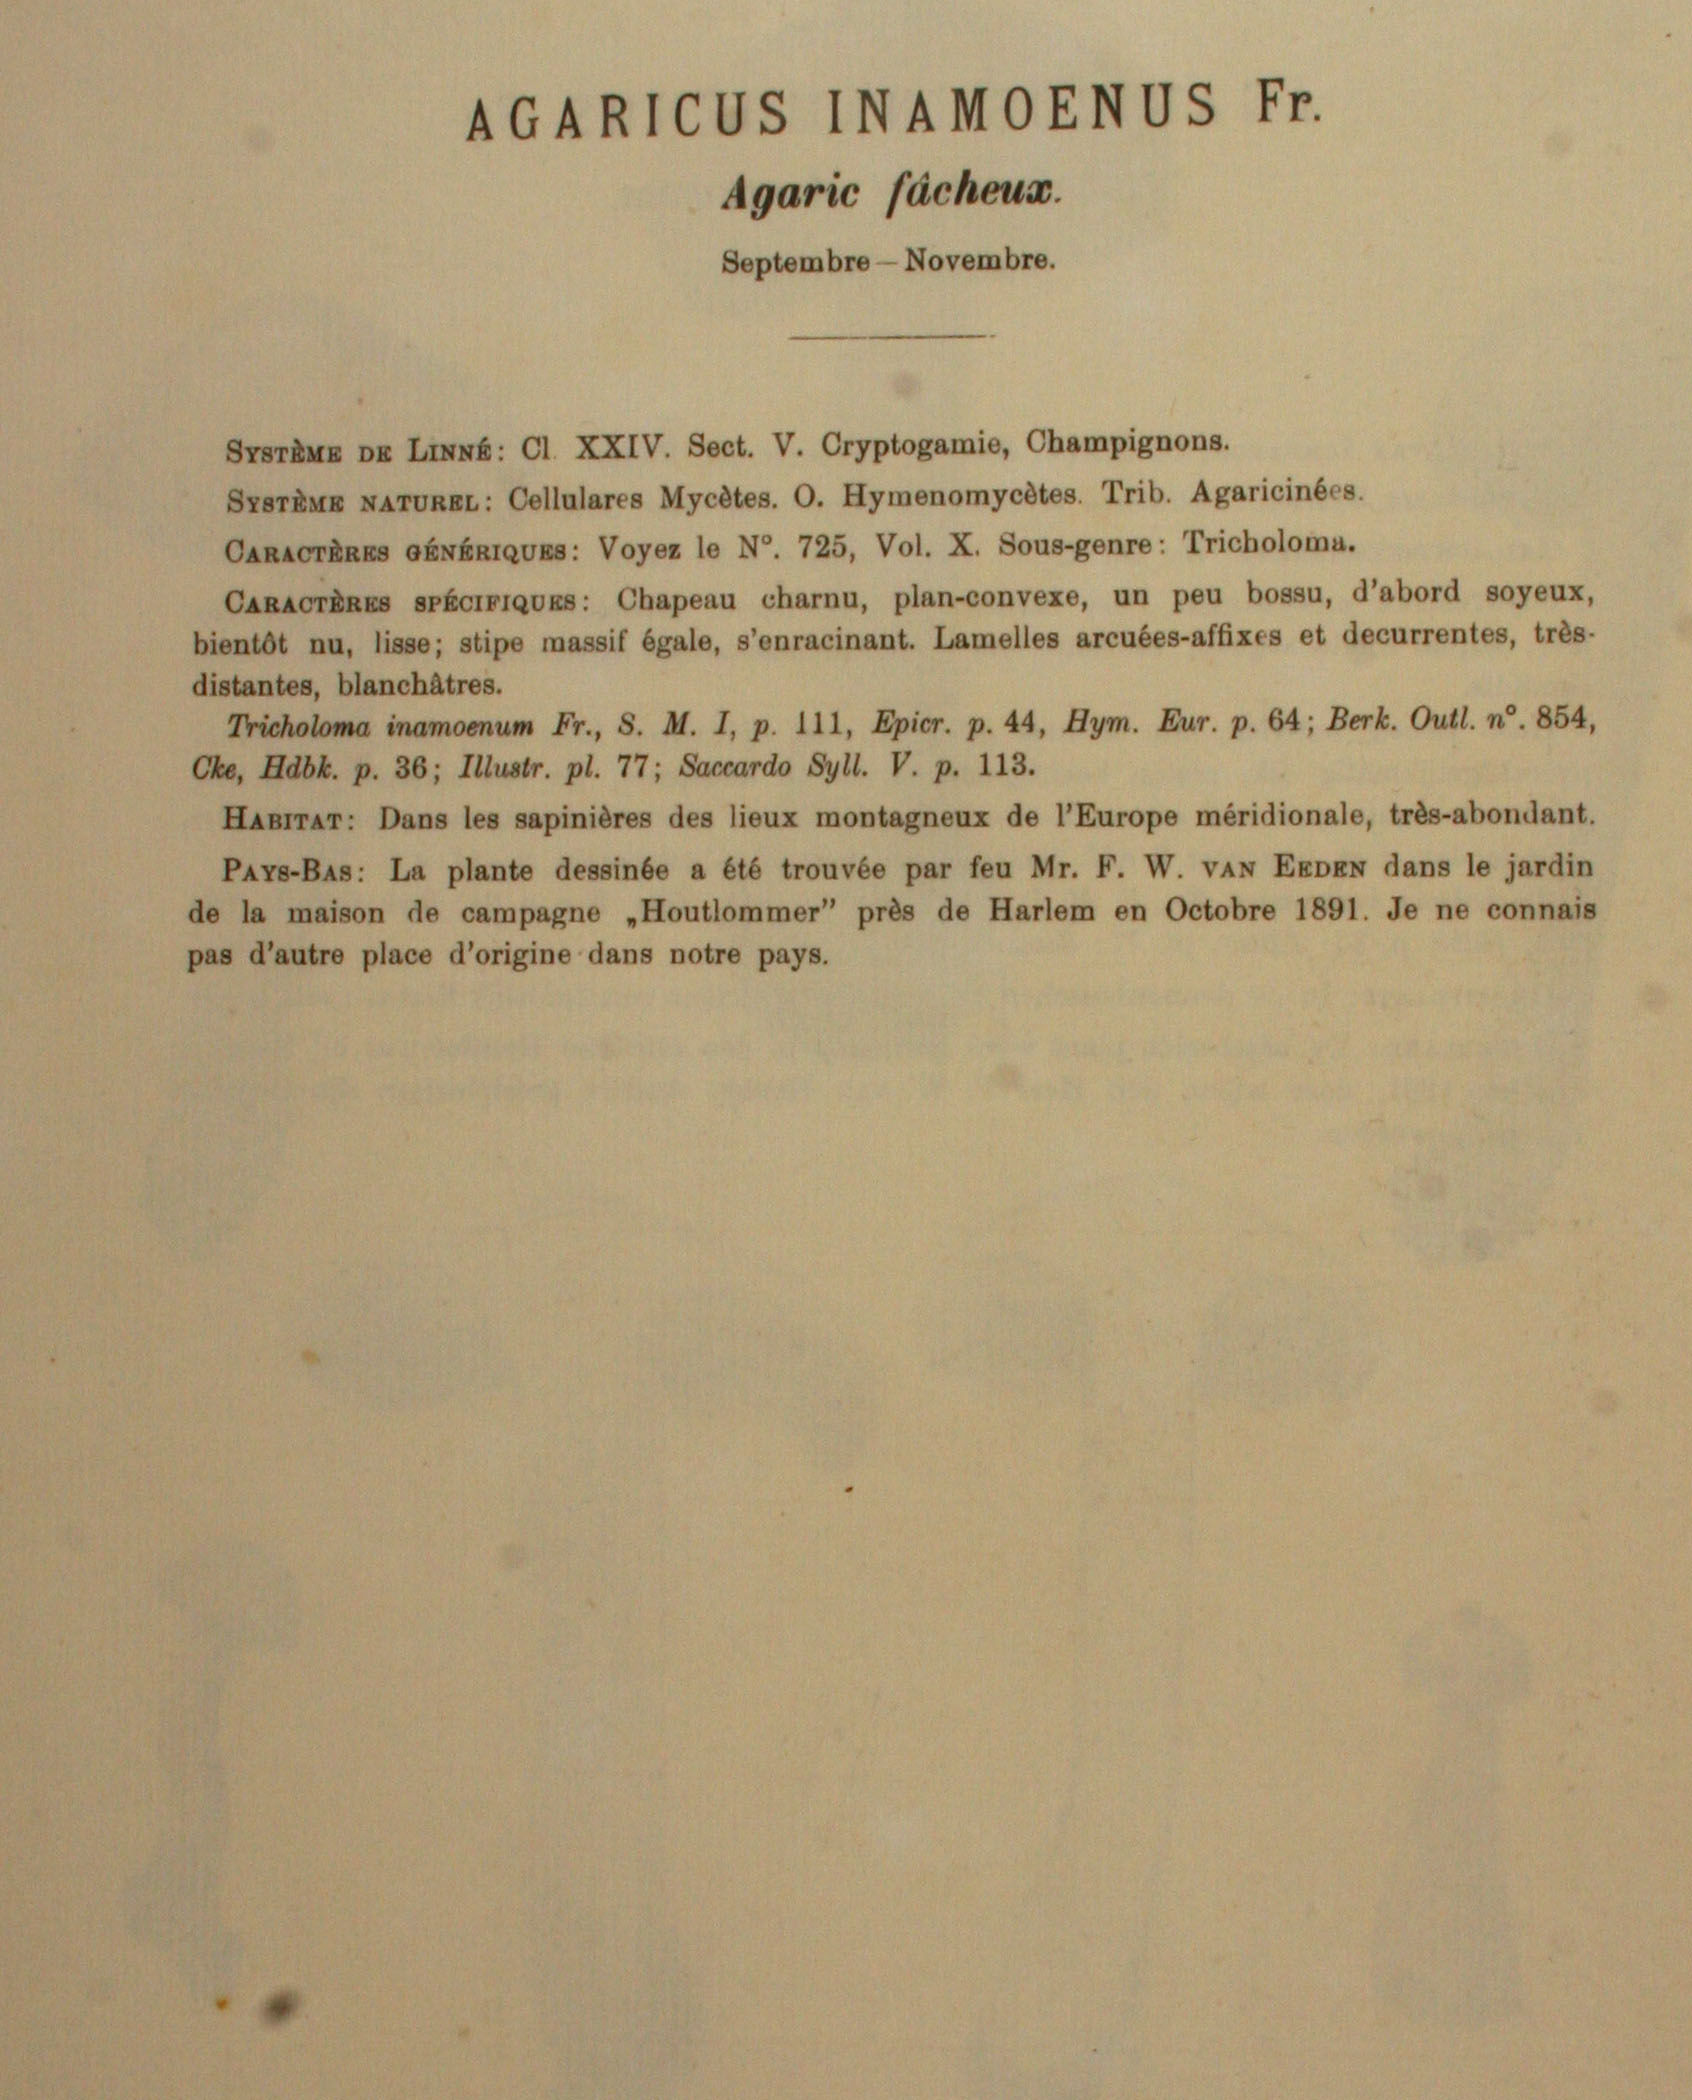 AGARICUS INAMOENUS Fr.
Agaric fâcheux.
Septembre — Novembre.
Système de Linné: Cl. XXIV. Sect. V. Cryptogamie, Champignons.
Système naturel: Cellulares Mycètes. O. Hymenomycètes. Trib. Agaricinées.
Caractères génériques: Voyez le N°. 725, Vol. X. Sous-genre: Tricholoma.
Caractères spécifiques: Chapeau charnu, plan-convexe, un peu bossu, d'abord soyeux,
bientôt nu, lisse; stipe massif égale, s'enracinant. Lamelles arcuées-affixes et decurrentes, très-
distantes, blanchâtres.
Tricholoma inamoenum Fr., S. M. I, p. 111, Epicr. p. 44, Hym. Eur. p. 64; Berk. Outl. n°. 854,
Cke, Hdbk. p. 36; Illustr. pl. 77; Saccardo Syll. V. p. 113.
Habitat: Dans les sapinières des lieux montagneux de l'Europe méridionale, très-abondant.
Pays-Bas: La plante dessinée a été trouvée par feu Mr. F. W. van Eeden dans le jardin
de la maison de campagne „Houtlommer" près de Harlem en Octobre 1891. Je ne connais
pas d'autre place d'origine dans notre pays.